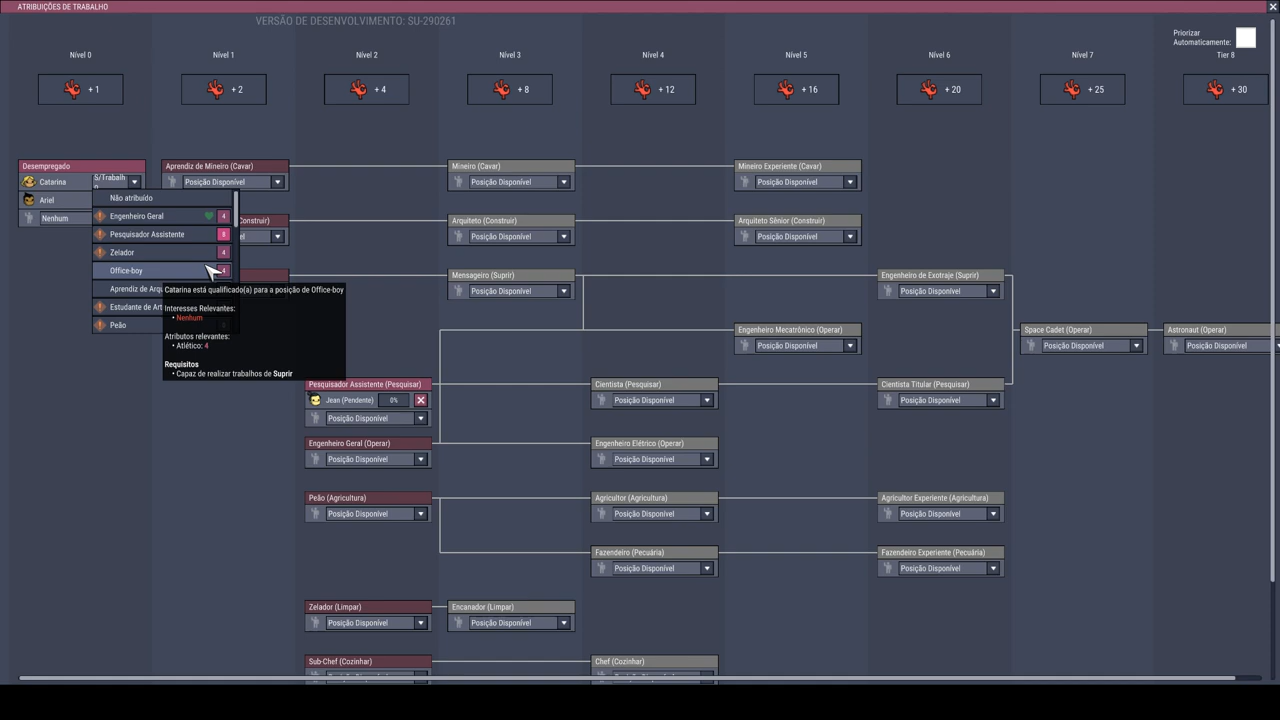 ATRIBUIÇÕES DE TRABALHO
VERSÃO DE DESENVOLVIMENTO: SU-290261
Priorizar
Automaticamente:
Nível 0
Nível 1
Nível 2
Nível 3
Nível 4
Nível 5
Nível 6
Nível 7
Tier 8
+ 1
+ 2
+ 4
+ 8
+ 12
+ 16
+ 20
+ 25
+ 30
Desempregado
Catarina
S/Trabalh
o
Ariel
Nenhum
Não atribuído
Engenheiro Geral 4
Pesquisador Assistente 8
Zelador 4
Office-boy 4
Aprendiz de Arq
Estudante de Art
Peão
Catarina está qualificado(a) para a posição de Office-boy
Interesses Relevantes:
• Nenhum
Atributos relevantes:
• Atlético: 4
Requisitos
• Capaz de realizar trabalhos de Suprir
Aprendiz de Mineiro (Cavar)
Posição Disponível
Mineiro (Cavar)
Posição Disponível
Mineiro Experiente (Cavar)
Posição Disponível
Construir)
el
Arquiteto (Construir)
Posição Disponível
Arquiteto Sênior (Construir)
Posição Disponível
Mensageiro (Suprir)
Posição Disponível
Engenheiro de Exotraje (Suprir)
Posição Disponível
Engenheiro Mecatrônico (Operar)
Posição Disponível
Space Cadet (Operar)
Posição Disponível
Astronaut (Operar)
Posição Disponível
Pesquisador Assistente (Pesquisar)
Jean (Pendente) 0%
Posição Disponível
Cientista (Pesquisar)
Posição Disponível
Cientista Titular (Pesquisar)
Posição Disponível
Engenheiro Geral (Operar)
Posição Disponível
Engenheiro Elétrico (Operar)
Posição Disponível
Peão (Agricultura)
Posição Disponível
Agricultor (Agricultura)
Posição Disponível
Agricultor Experiente (Agricultura)
Posição Disponível
Fazendeiro (Pecuária)
Posição Disponível
Fazendeiro Experiente (Pecuária)
Posição Disponível
Zelador (Limpar)
Posição Disponível
Encanador (Limpar)
Posição Disponível
Sub-Chef (Cozinhar)
Chef (Cozinhar)